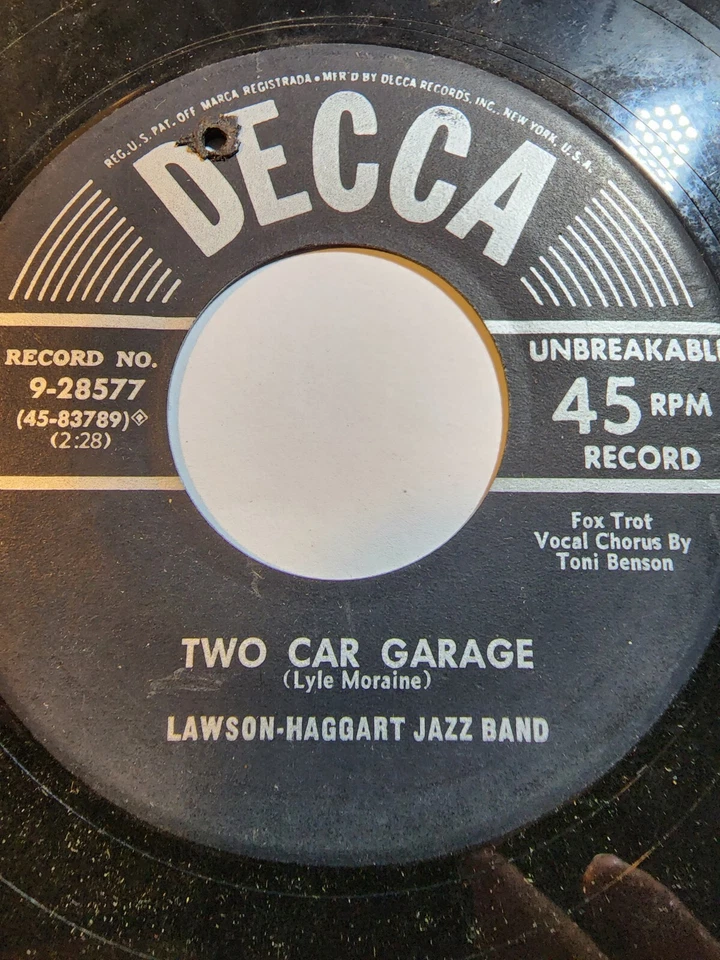 REG. U.S. PAT. OFF. MARCA REGISTRADA • MF'R'D BY DECCA RECORDS, INC., NEW YORK, U.S.A.
DECCA
RECORD NO.
9-28577
(45-83789)
(2:28)
UNBREAKABLE
45 RPM
RECORD
Fox Trot
Vocal Chorus By
Toni Benson
TWO CAR GARAGE
(Lyle Moraine)
LAWSON-HAGGART JAZZ BAND